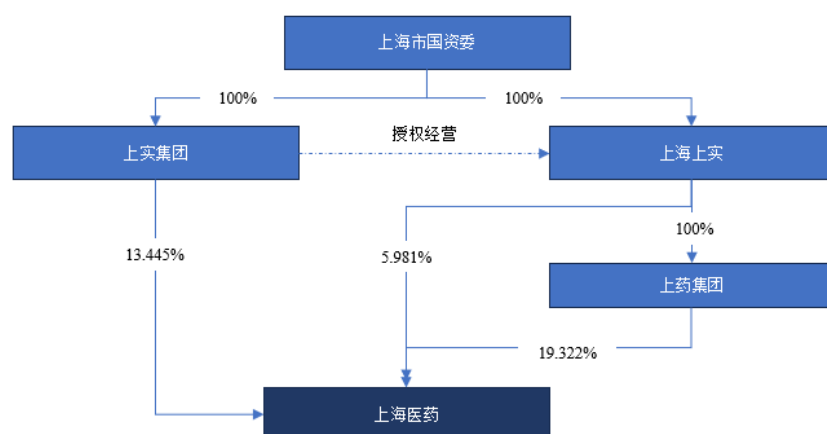 上海市国资委
100%
100%
上实集团
授权经营
上海上实
13.445%
5.981%
100%
上药集团
19.322%
上海医药